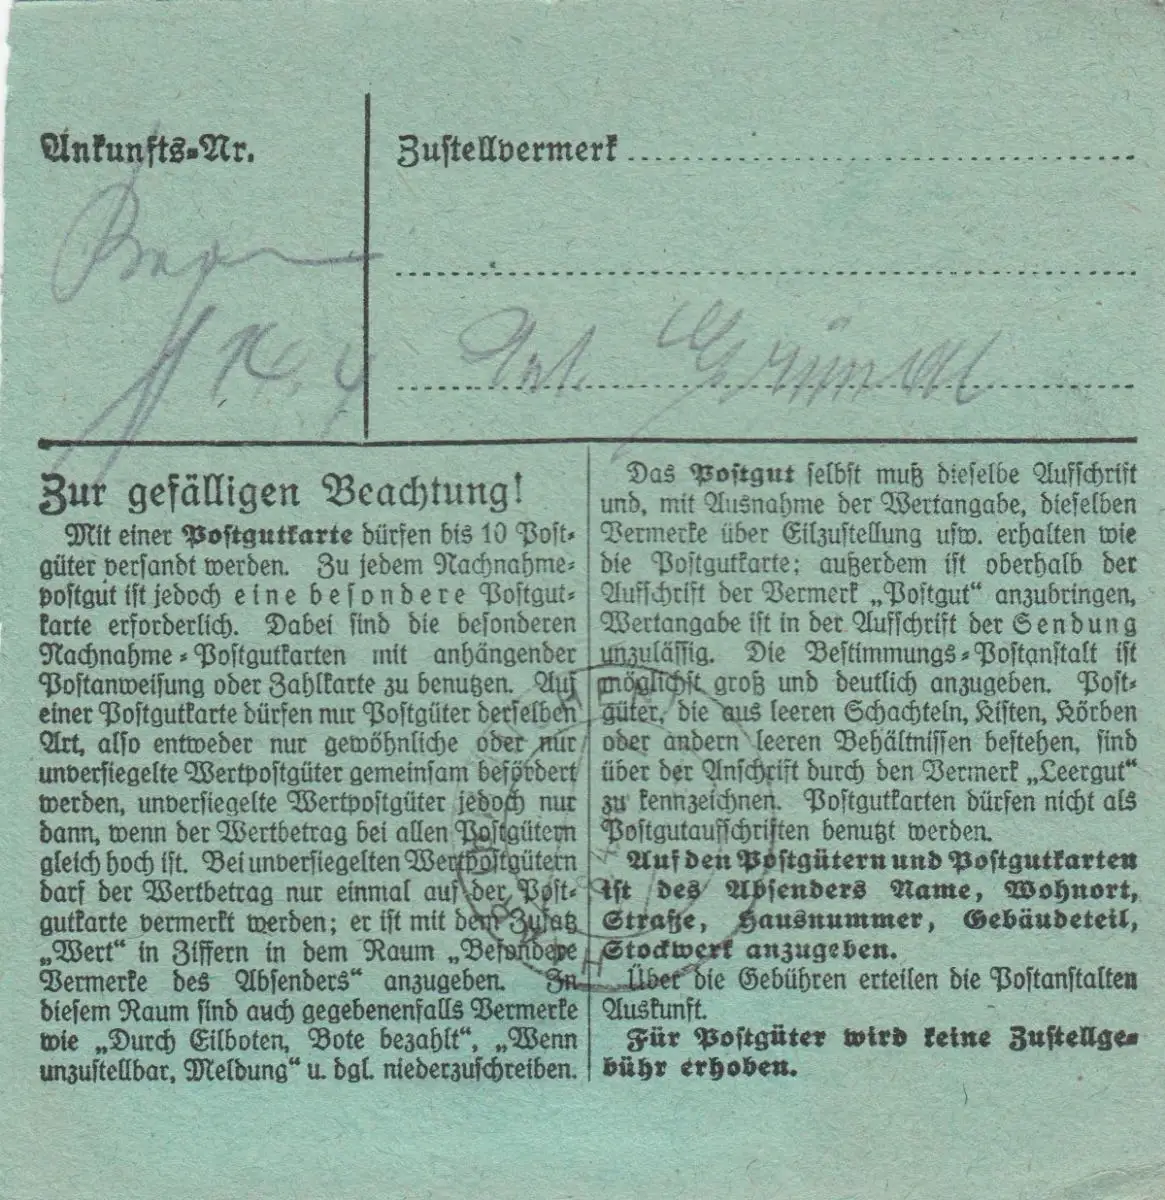 Ankunfts-Nr.
Zustellvermerk
14. 4
Ant. Gründl
Zur gefälligen Beachtung!
Mit einer Postgutkarte dürfen bis 10 Post-
güter versandt werden. Zu jedem Nachnahme-
postgut ist jedoch eine besondere Postgut-
karte erforderlich. Dabei sind die besonderen
Nachnahme-Postgutkarten mit anhängender
Postanweisung oder Zahlkarte zu benutzen. Auf
einer Postgutkarte dürfen nur Postgüter derselben
Art, also entweder nur gewöhnliche oder nur
unversiegelte Wertpostgüter gemeinsam befördert
werden, unversiegelte Wertpostgüter jedoch nur
dann, wenn der Wertbetrag bei allen Postgütern
gleich hoch ist. Bei unversiegelten Wertpostgütern
darf der Wertbetrag nur einmal auf der Post-
gutkarte vermerkt werden; er ist mit dem Zusatz
„Wert“ in Ziffern in dem Raum „Besondere
Vermerke des Absenders“ anzugeben. In
diesem Raum sind auch gegebenenfalls Vermerke
wie „Durch Eilboten, Bote bezahlt“, „Wenn
unzustellbar, Meldung“ u. dgl. niederzuschreiben.
Das Postgut selbst muß dieselbe Aufschrift
und, mit Ausnahme der Wertangabe, dieselben
Vermerke über Eilzustellung usw. erhalten wie
die Postgutkarte; außerdem ist oberhalb der
Aufschrift der Vermerk „Postgut“ anzubringen,
Wertangabe ist in der Aufschrift der Sendung
unzulässig. Die Bestimmungs-Postanstalt ist
möglichst groß und deutlich anzugeben. Post-
güter, die aus leeren Schachteln, Kisten, Körben
oder andern leeren Behältnissen bestehen, sind
über der Anschrift durch den Vermerk „Leergut“
zu kennzeichnen. Postgutkarten dürfen nicht als
Postgutaufschriften benutzt werden.
Auf den Postgütern und Postgutkarten
ist des Absenders Name, Wohnort,
Straße, Hausnummer, Gebäudeteil,
Stockwerk anzugeben.
Über die Gebühren erteilen die Postanstalten
Auskunft.
Für Postgüter wird keine Zustellge-
bühr erhoben.